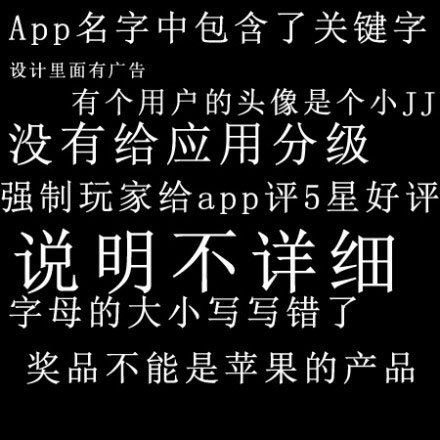 App名字中包含了关键字
设计里面有广告
有个用户的头像是个小JJ
没有给应用分级
强制玩家给app评5星好评
说明不详细
字母的大小写写错了
奖品不能是苹果的产品